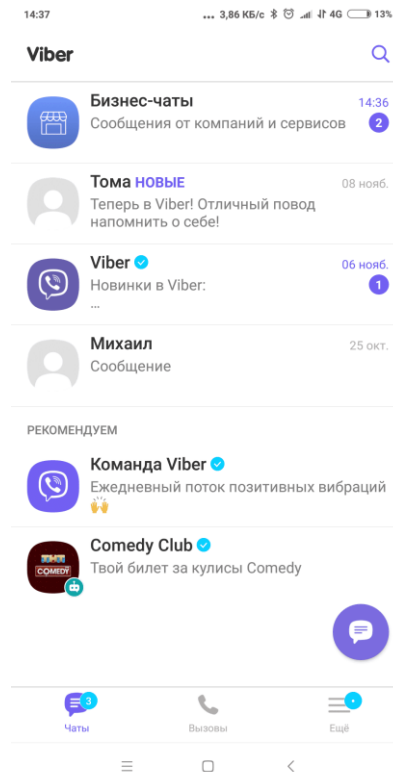 14:37 ... 3,86 КБ/с 4G 13%
Viber
Бизнес-чаты 14:36
Сообщения от компаний и сервисов 2
Тома НОВЫЕ 08 нояб.
Теперь в Viber! Отличный повод
напомнить о себе!
Viber 06 нояб.
Новинки в Viber: 1
...
Михаил 25 окт.
Сообщение
РЕКОМЕНДУЕМ
Команда Viber
Ежедневный поток позитивных вибраций
🙌
Comedy Club
COMEDY Твой билет за кулисы Comedy
3
Чаты Вызовы Ещё